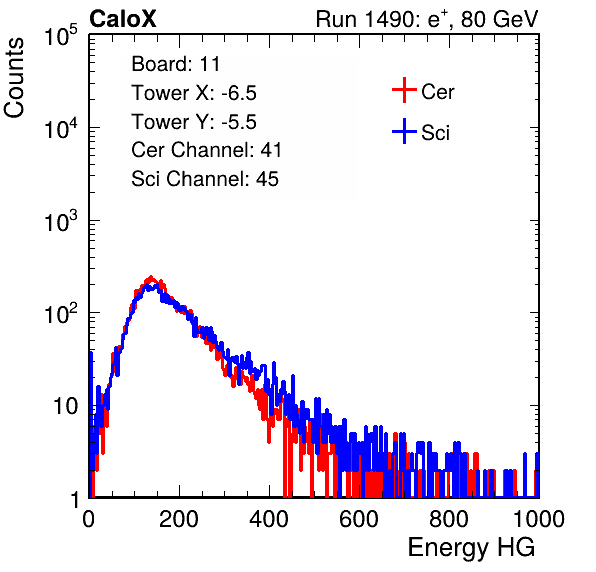 CaloX Run 1490: e⁺, 80 GeV
Counts
Board: 11
Tower X: -6.5
Tower Y: -5.5
Cer Channel: 41
Sci Channel: 45
Cer
Sci
10⁵
10⁴
10³
10²
10
1
0 200 400 600 800 1000
Energy HG